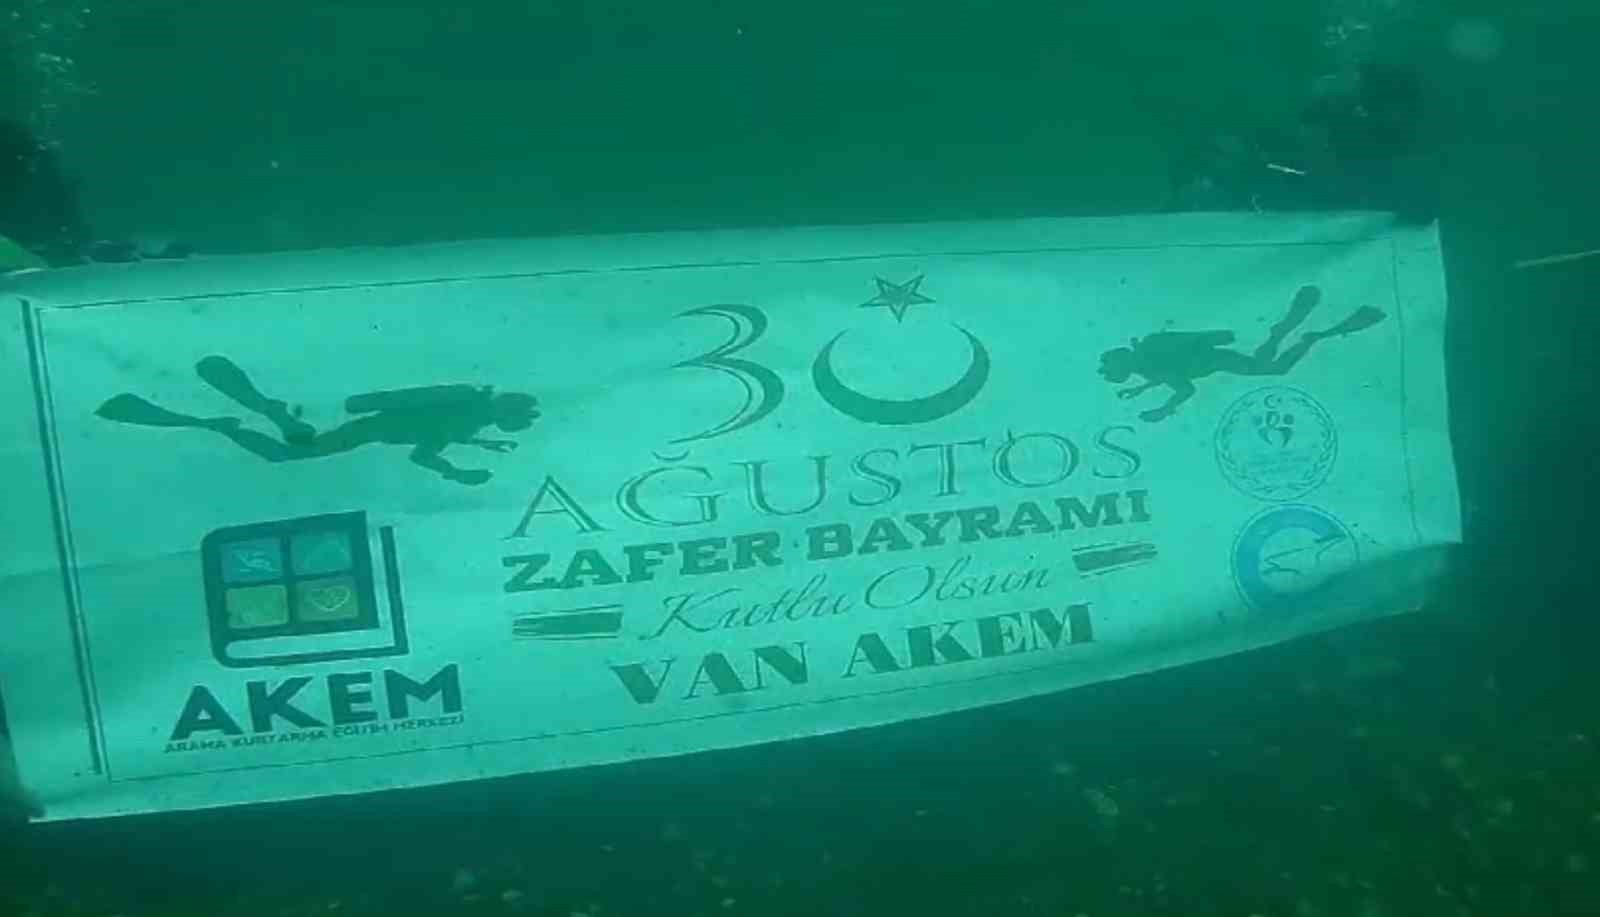 30
AĞUSTOS
ZAFER BAYRAMI
Kutlu Olsun
VAN AKEM
AKEM
ARAMA KURTARMA EĞİTİM MERKEZİ